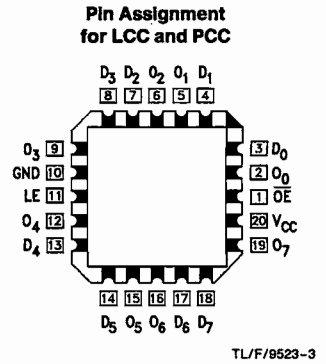 Pin Assignment
for LCC and PCC
D3 D2 O2 O1 D1
8 7 6 5 4
O3 9
GND 10
LE 11
O4 12
D4 13
3 D0
2 O0
1 O̅E̅
20 VCC
19 O7
14 15 16 17 18
D5 O5 O6 D6 D7
TL/F/9523-3